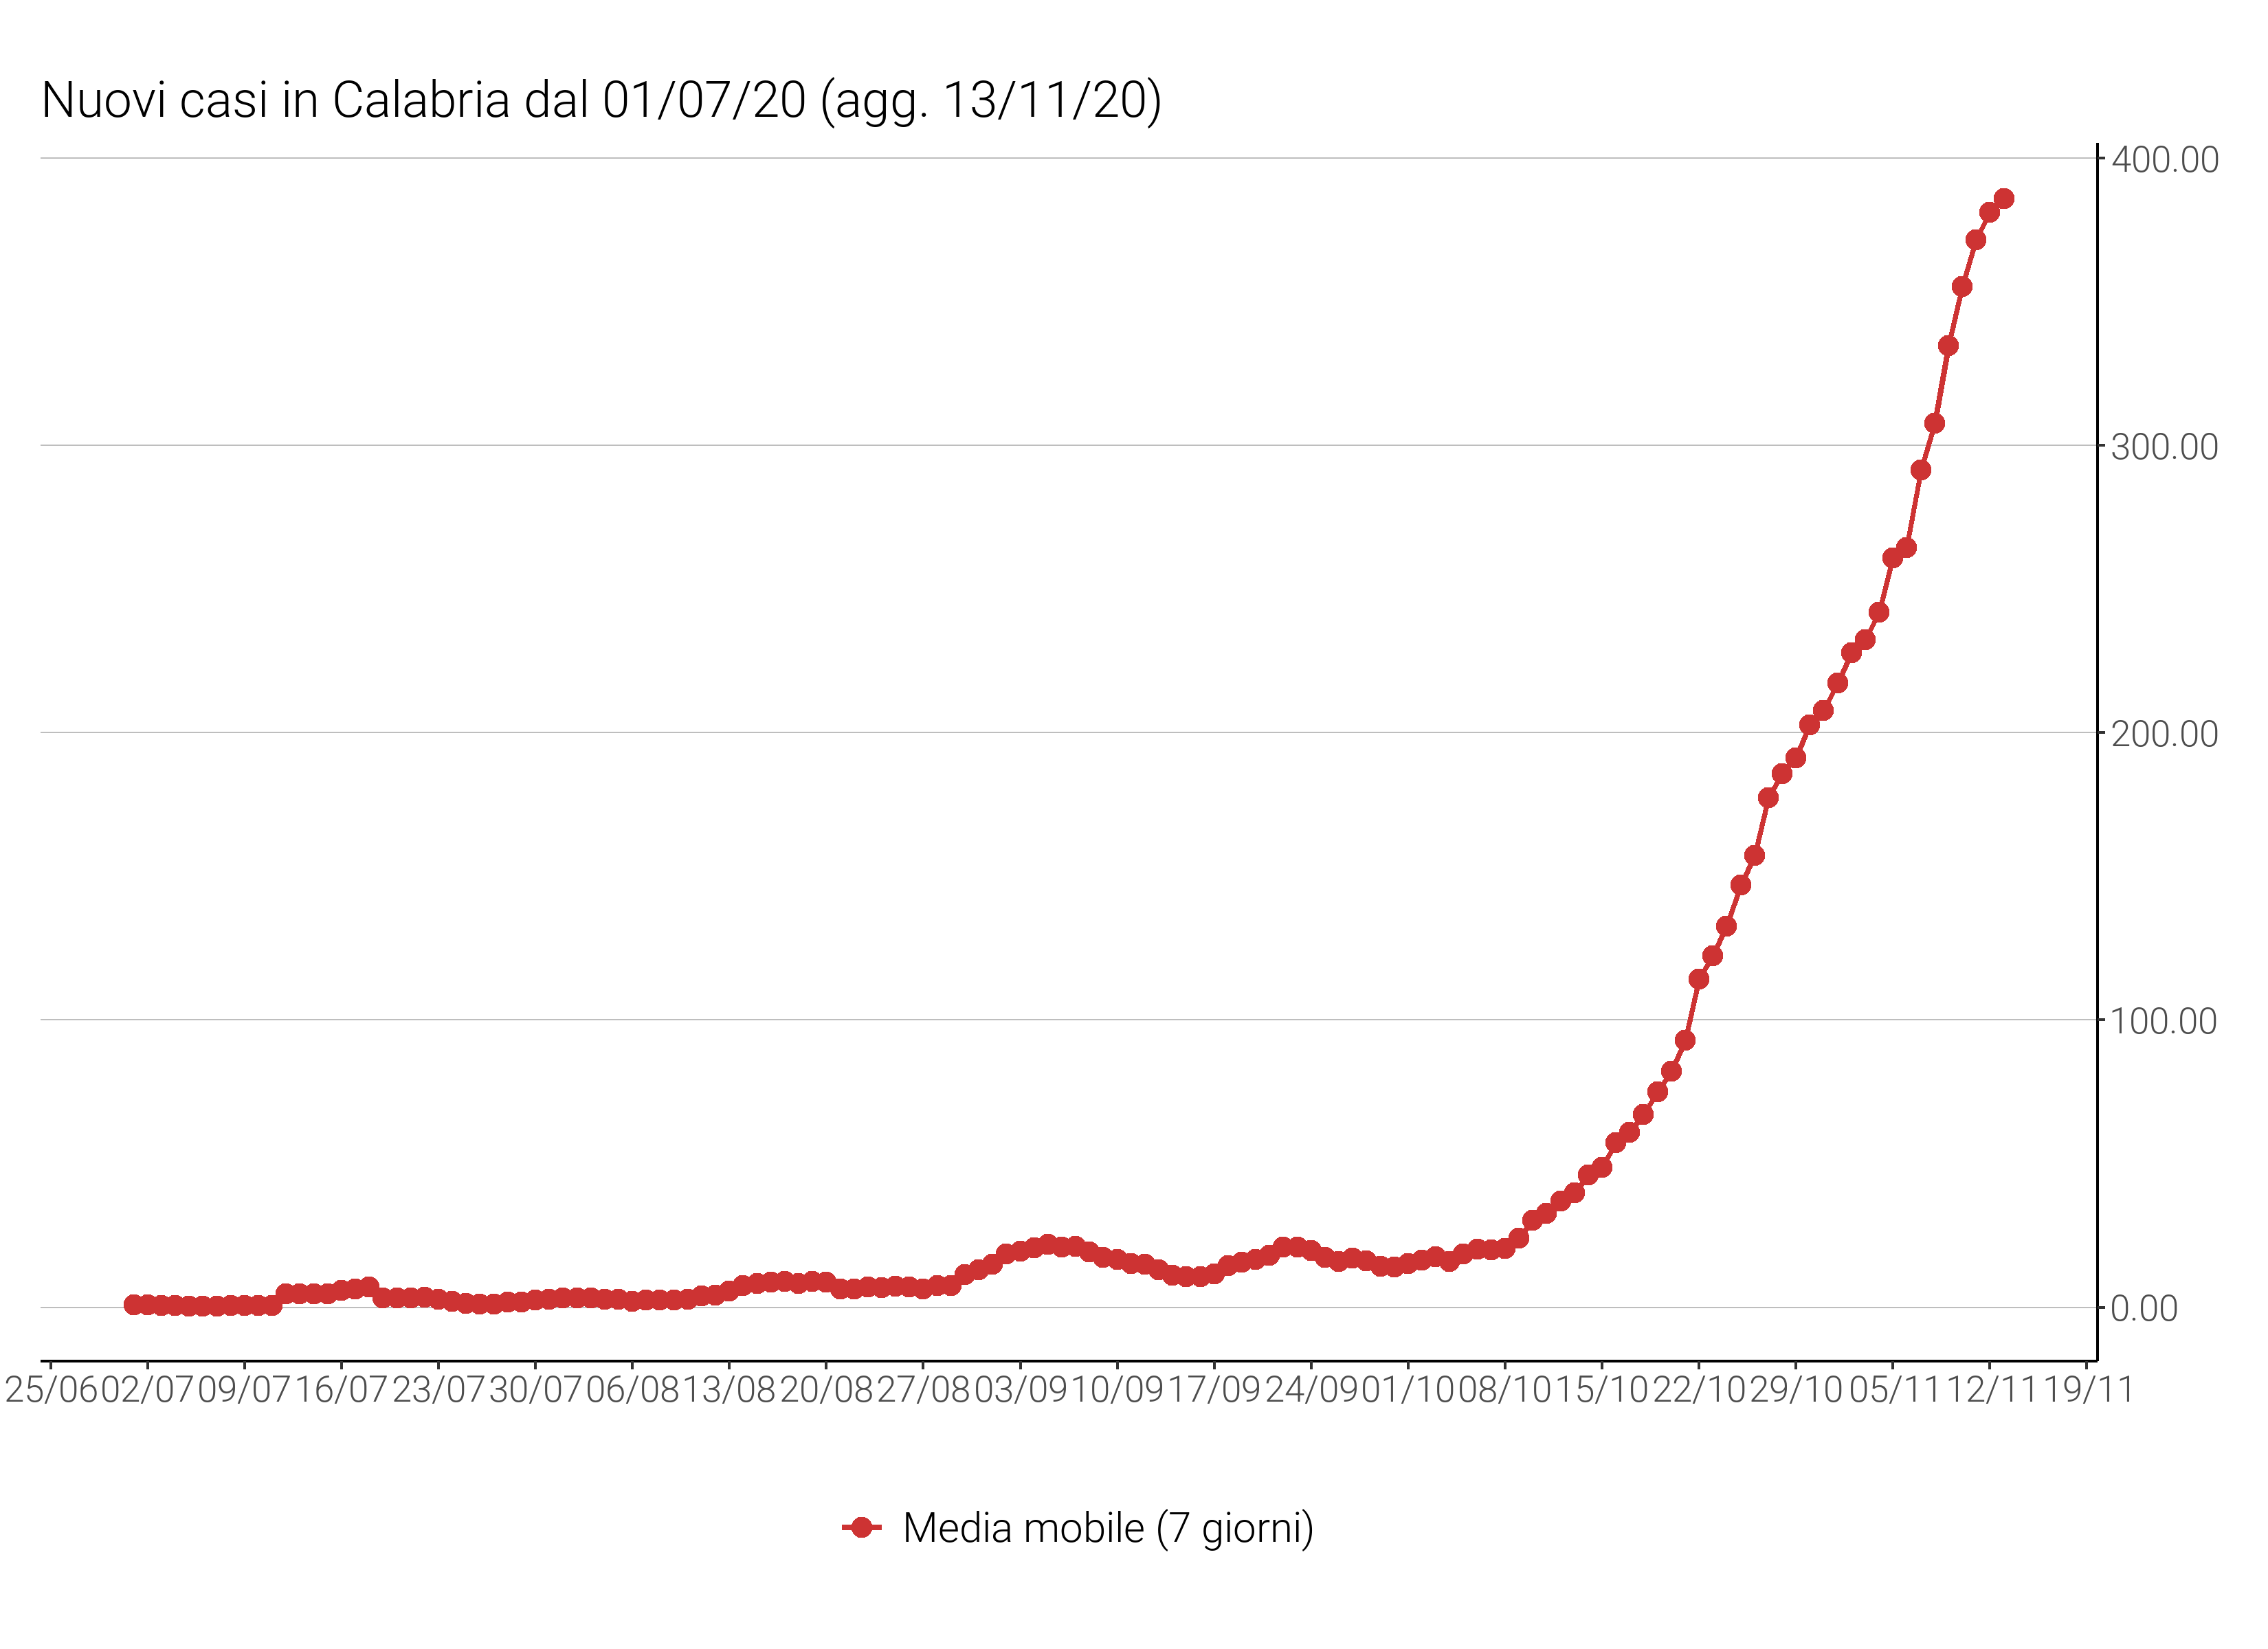 Nuovi casi in Calabria dal 01/07/20 (agg. 13/11/20)
400.00
300.00
200.00
100.00
0.00
25/06 02/07 09/07 16/07 23/07 30/07 06/08 13/08 20/08 27/08 03/09 10/09 17/09 24/09 01/10 08/10 15/10 22/10 29/10 05/11 12/11 19/11
Media mobile (7 giorni)